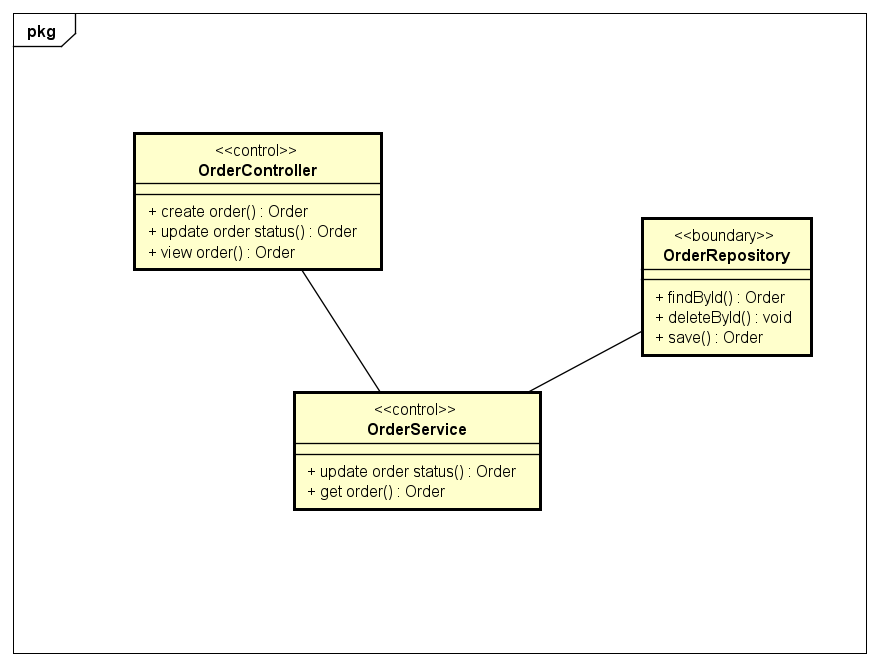 pkg
<<control>>
OrderController
+ create order() : Order
+ update order status() : Order
+ view order() : Order
<<boundary>>
OrderRepository
+ findById() : Order
+ deleteById() : void
+ save() : Order
<<control>>
OrderService
+ update order status() : Order
+ get order() : Order